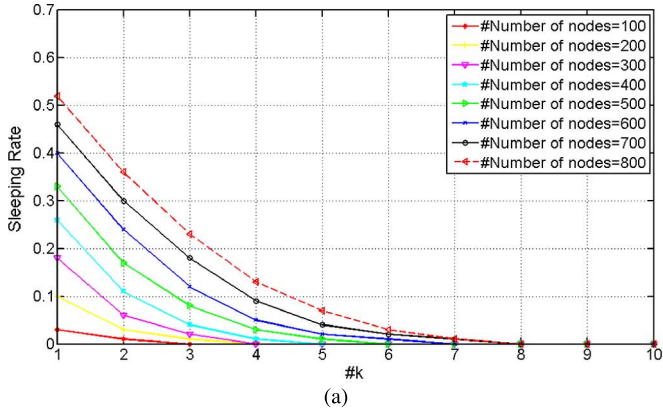 0.7
0.6
0.5
0.4
0.3
0.2
0.1
0
Sleeping Rate
#Number of nodes=100
#Number of nodes=200
#Number of nodes=300
#Number of nodes=400
#Number of nodes=500
#Number of nodes=600
#Number of nodes=700
#Number of nodes=800
1 2 3 4 5 6 7 8 9 10
#k
(a)